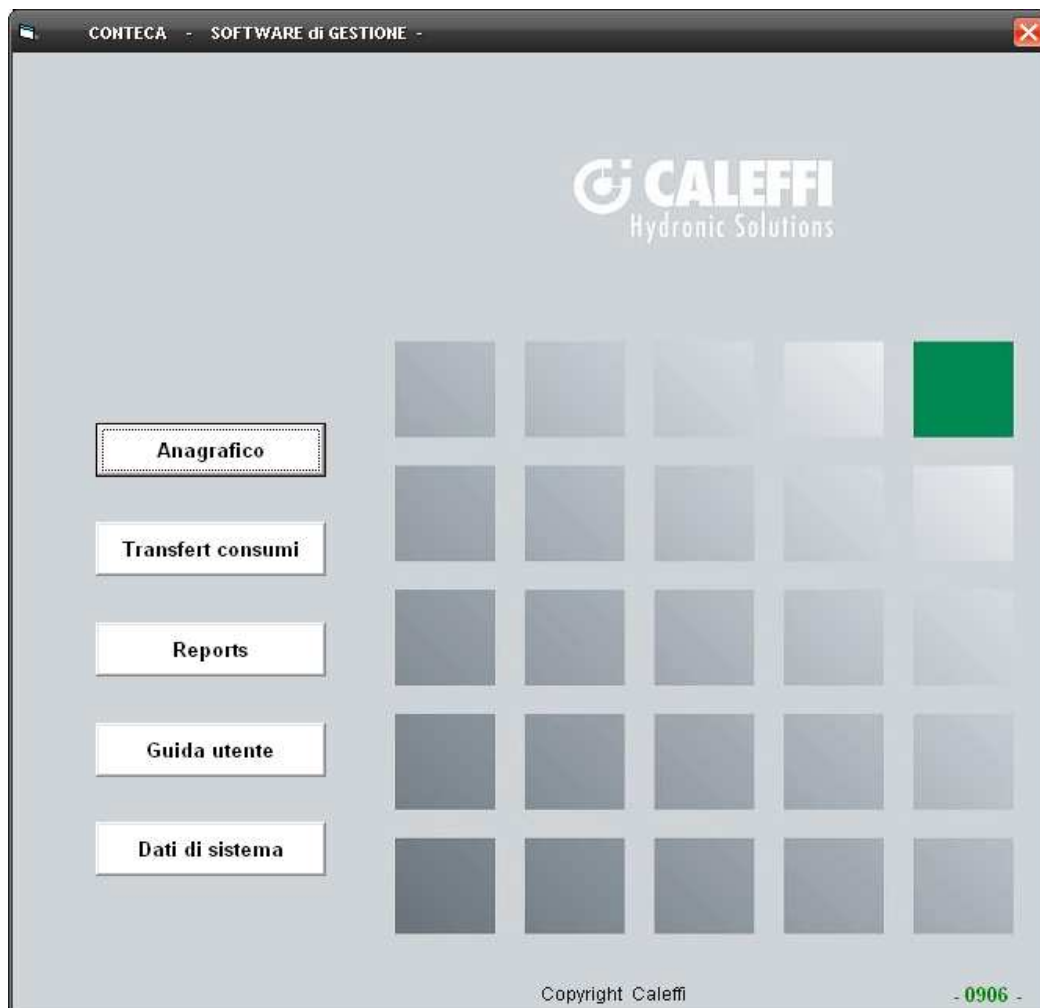 CONTECA - SOFTWARE di GESTIONE -
CALEFFI
Hydronic Solutions
Anagrafico
Transfert consumi
Reports
Guida utente
Dati di sistema
Copyright Caleffi
- 0906 -